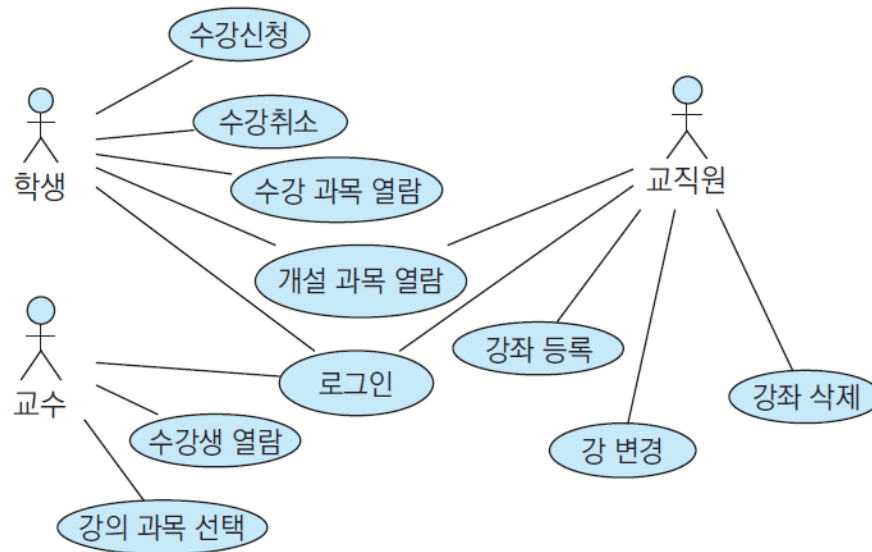 수강신청
수강취소
학생
교직원
수강 과목 열람
개설 과목 열람
강좌 등록
로그인
강좌 삭제
교수
수강생 열람
강 변경
강의 과목 선택